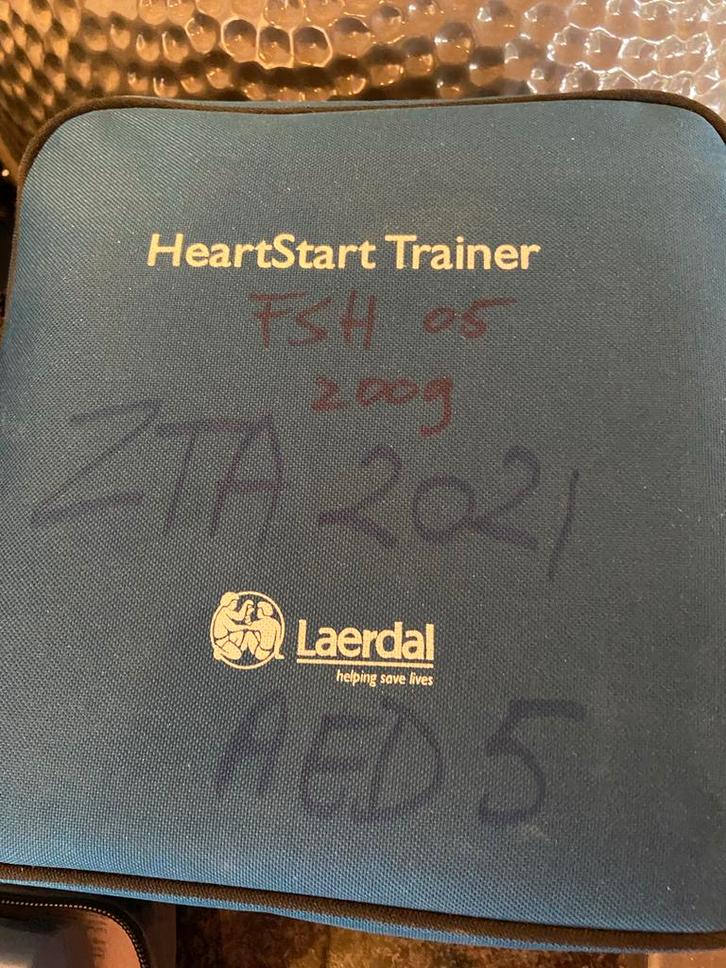 HeartStart Trainer
FSH 05
2009
ZTA 2021
Laerdal
helping save lives
AED 5